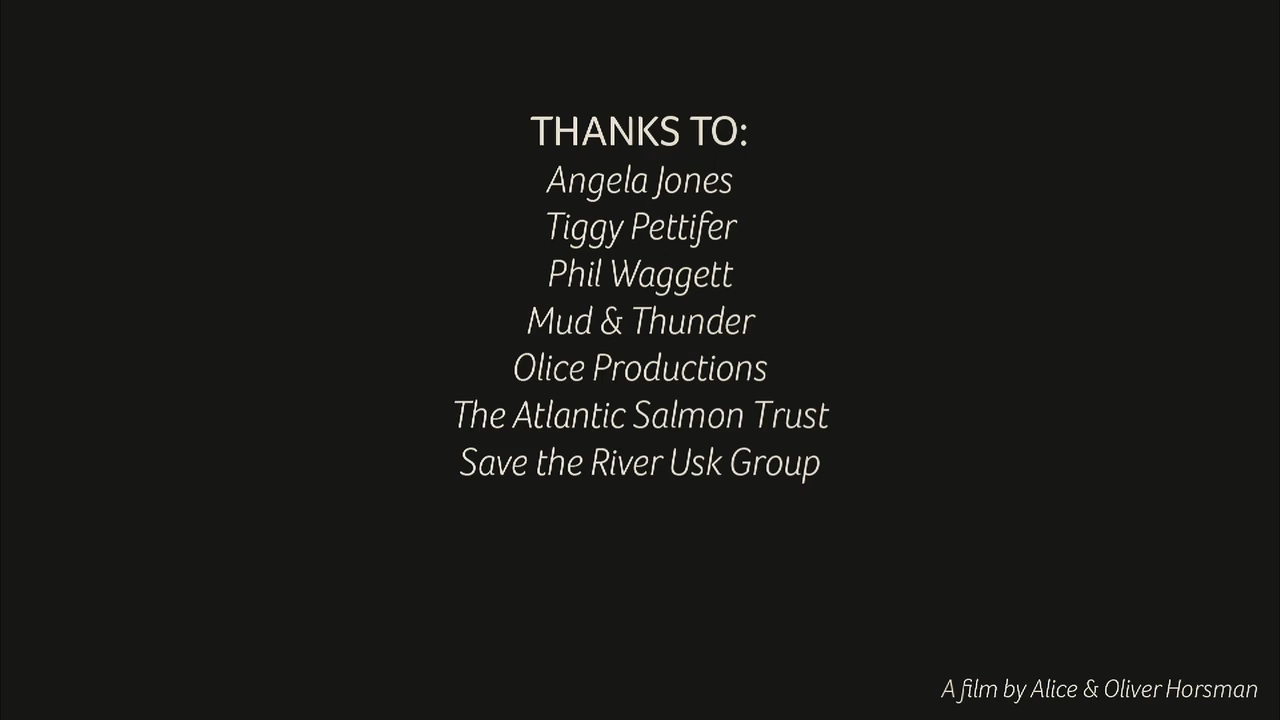 THANKS TO:
Angela Jones
Tiggy Pettifer
Phil Waggett
Mud & Thunder
Olice Productions
The Atlantic Salmon Trust
Save the River Usk Group
A film by Alice & Oliver Horsman